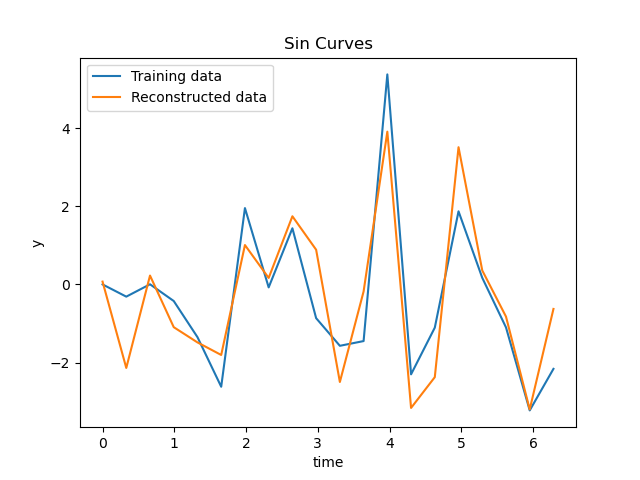 Sin Curves
Training data
Reconstructed data
4
2
0
−2
y
0 1 2 3 4 5 6
time